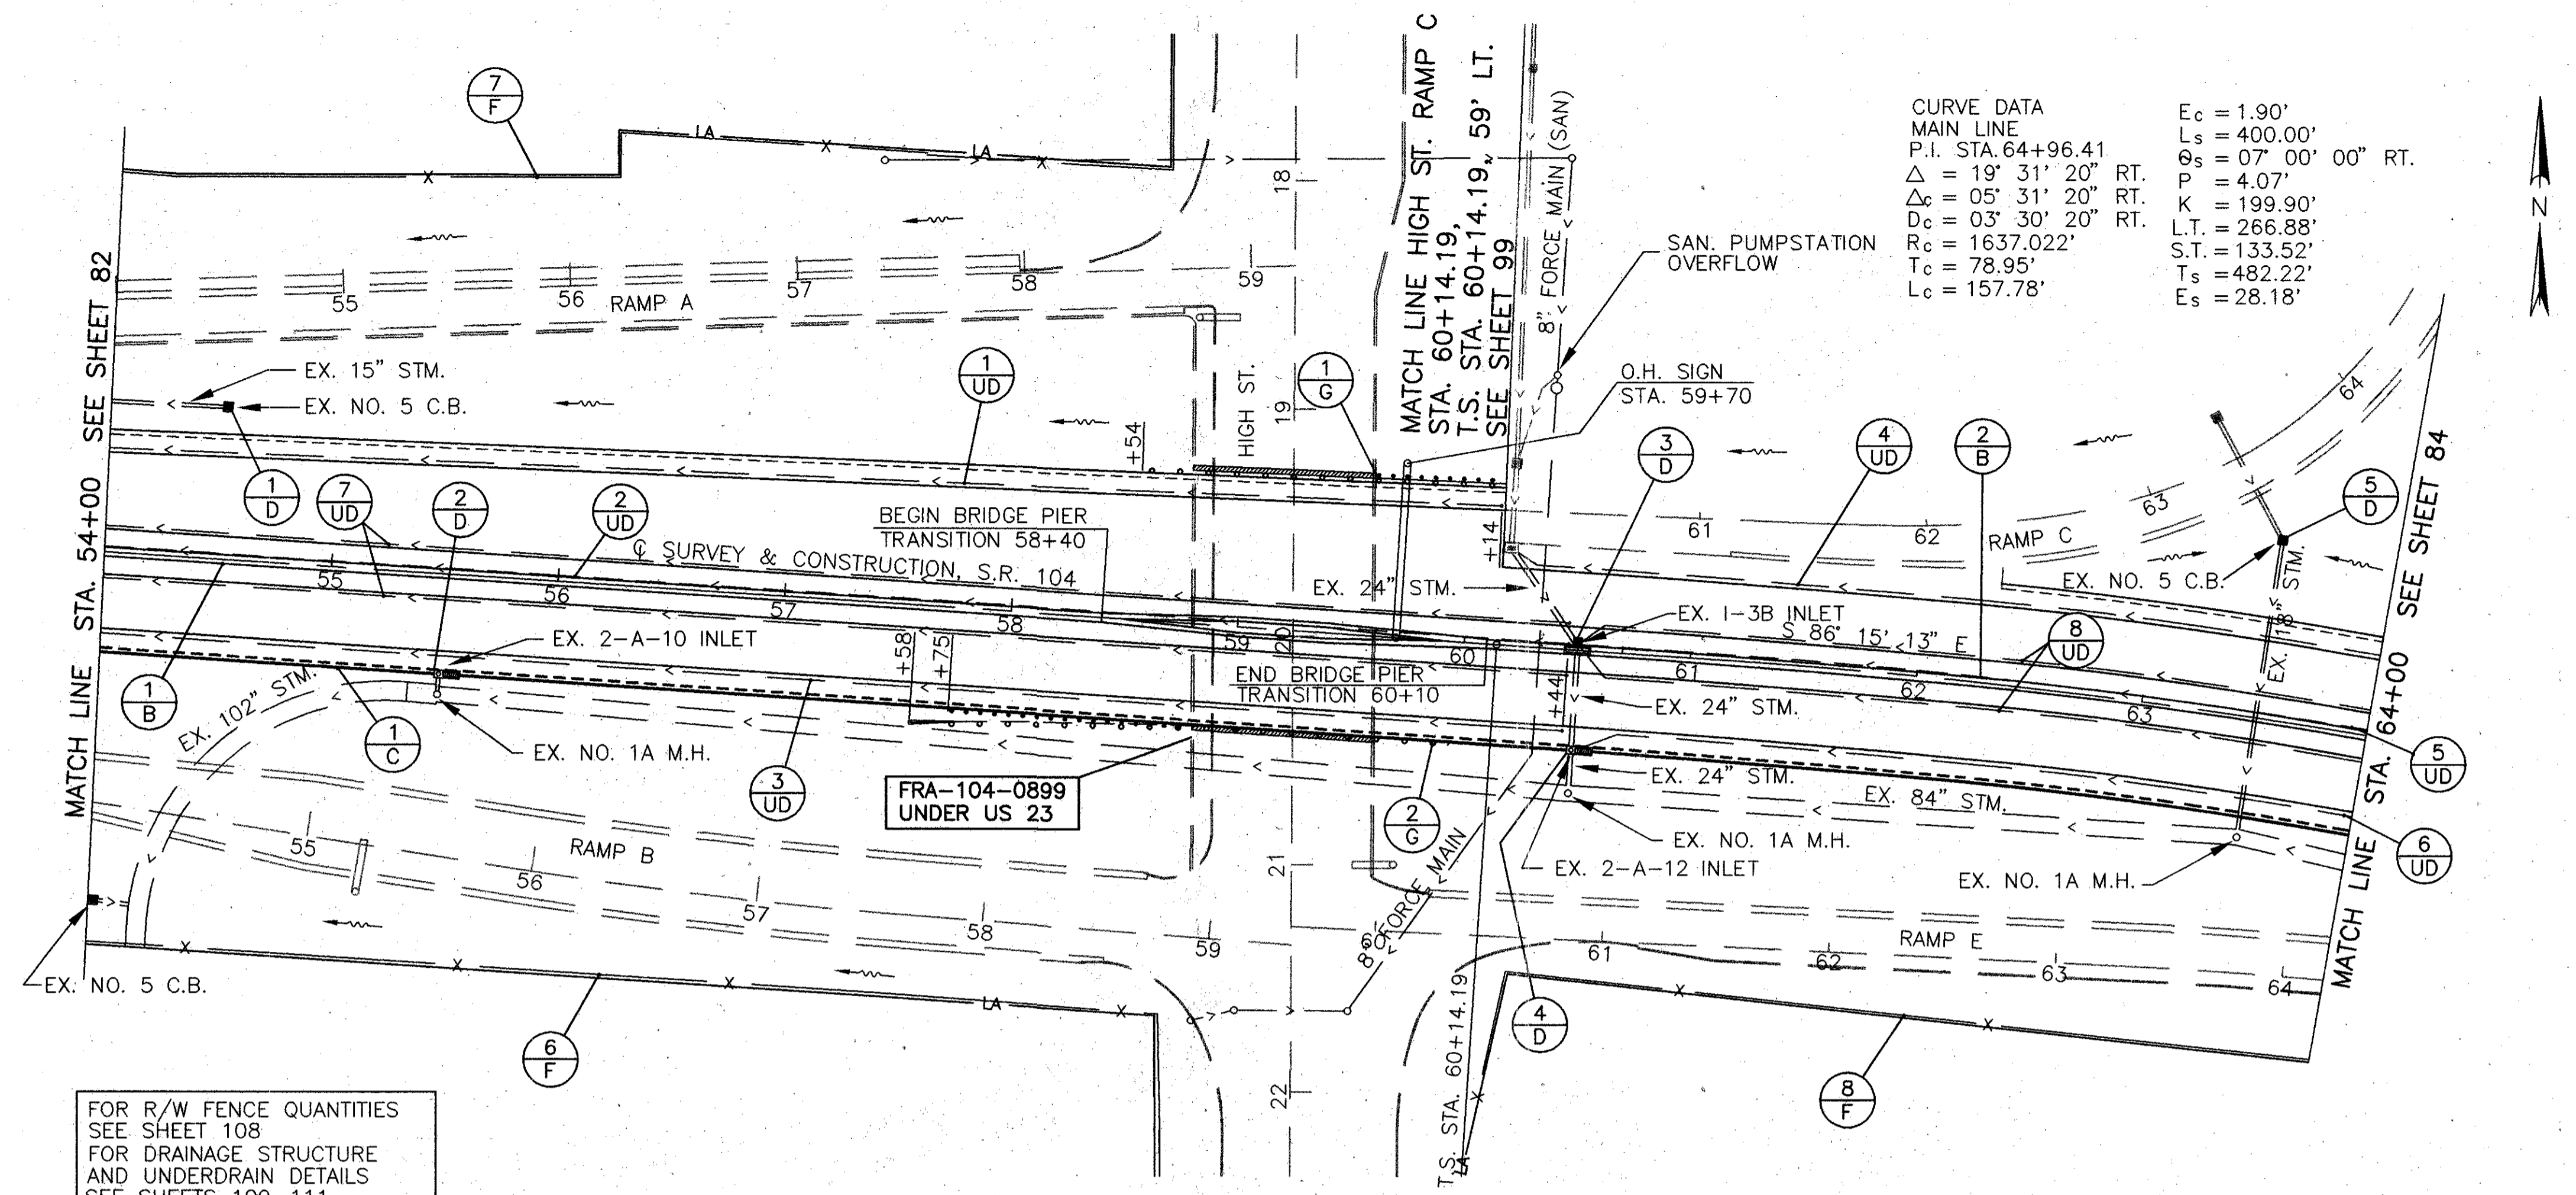 7
F
LA
X
LA
X
X
18
MATCH LINE HIGH ST. RAMP C
STA. 60+14.19,
T.S. STA. 60+14.19, 59' LT.
SEE SHEET 99
8" FORCE MAIN (SAN)
CURVE DATA
MAIN LINE
P.I. STA.64+96.41
Δ = 19° 31' 20" RT.
Δc = 05° 31' 20" RT.
Dc = 03° 30' 20" RT.
Rc = 1637.022'
Tc = 78.95'
Lc = 157.78'
Ec = 1.90'
Ls = 400.00'
Θs = 07° 00' 00" RT.
P = 4.07'
K = 199.90'
L.T. = 266.88'
S.T. = 133.52'
Ts = 482.22'
Es = 28.18'
N
SAN. PUMPSTATION
OVERFLOW
55
56
57
58
59
RAMP A
EX. 15" STM.
EX. NO. 5 C.B.
1
UD
HIGH ST.
19
1
G
O.H. SIGN
STA. 59+70
+54
3
D
4
UD
2
B
64
63
5
D
1
D
7
UD
2
D
2
UD
BEGIN BRIDGE PIER
TRANSITION 58+40
℄ SURVEY & CONSTRUCTION, S.R. 104
+14
61
62
RAMP C
EX. NO. 5 C.B.
EX. 24" STM.
EX. 18" STM.
55
56
57
58
59
20
60
61
62
63
EX. I-3B INLET
S 86° 15' 13" E
8
UD
EX. 2-A-10 INLET
+58
+75
END BRIDGE PIER
TRANSITION 60+10
+44
EX. 24" STM.
1
B
EX. 102" STM.
1
C
EX. NO. 1A M.H.
3
UD
FRA-104-0899
UNDER US 23
2
G
EX. 24" STM.
EX. 84" STM.
5
UD
6
UD
EX. NO. 1A M.H.
EX. 2-A-12 INLET
EX. NO. 1A M.H.
MATCH LINE STA. 54+00 SEE SHEET 82
MATCH LINE STA. 64+00 SEE SHEET 84
RAMP B
55
56
57
58
59
21
8" FORCE MAIN
60
61
62
63
64
RAMP E
EX. NO. 5 C.B.
X
X
X
LA
X
X
X
6
F
4
D
8
F
22
T.S. STA. 60+14.19
X
LA
FOR R/W FENCE QUANTITIES
SEE SHEET 108
FOR DRAINAGE STRUCTURE
AND UNDERDRAIN DETAILS
SEE SHEETS 109-111